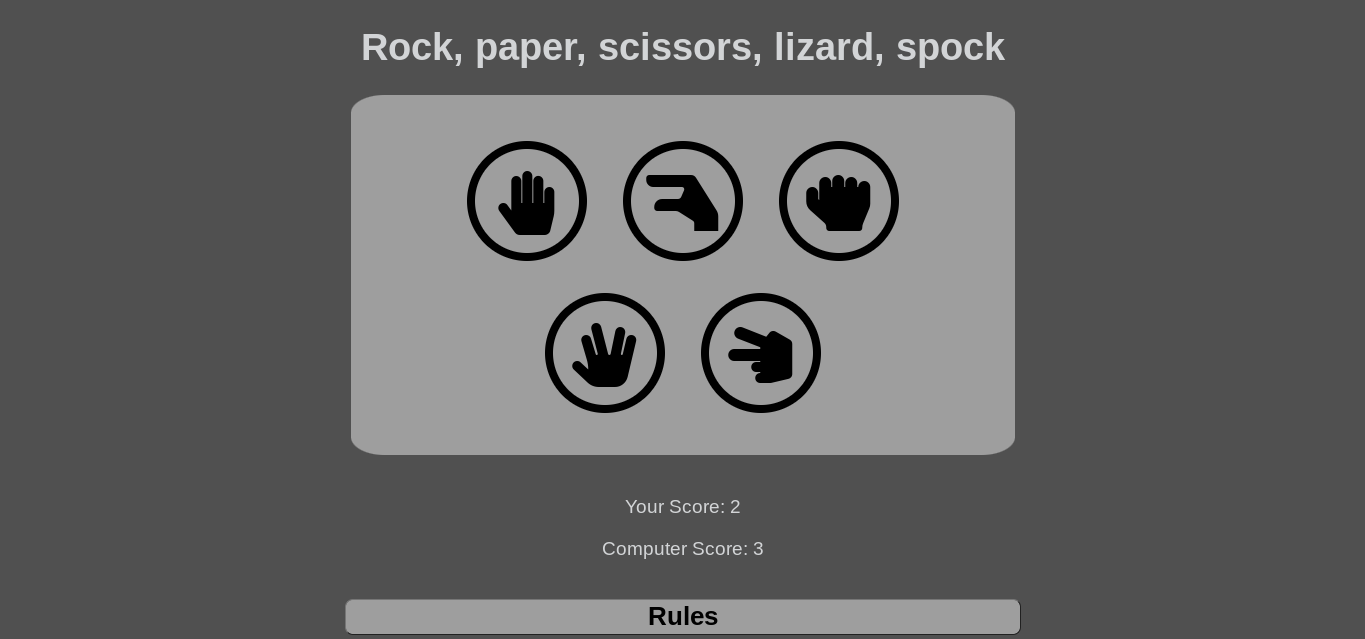 Rock, paper, scissors, lizard, spock
Your Score: 2
Computer Score: 3
Rules